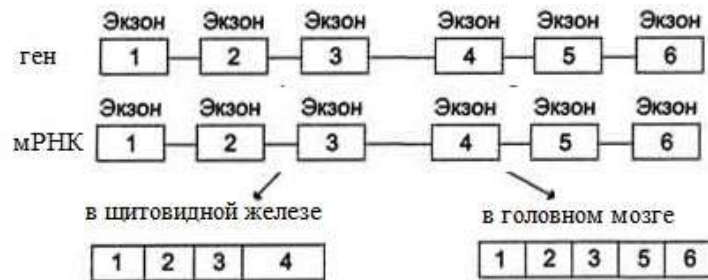 Экзон Экзон Экзон Экзон Экзон Экзон
ген 1 2 3 4 5 6
Экзон Экзон Экзон Экзон Экзон Экзон
мРНК 1 2 3 4 5 6
в щитовидной железе в головном мозге
1 2 3 4 1 2 3 5 6